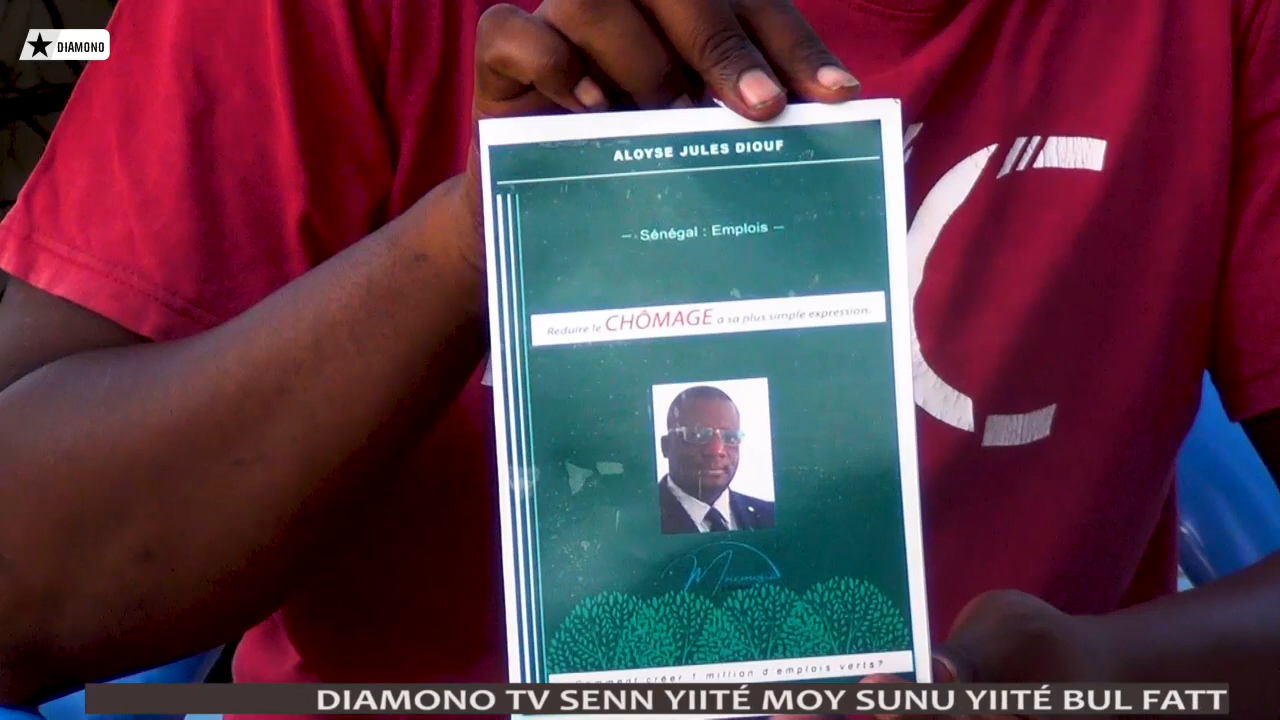 DIAMONO
ALOYSE JULES DIOUF
– Sénégal : Emplois –
Reduire le CHÔMAGE a sa plus simple expression.
Mnemosis
Comment créer 1 million d'emplois verts?
DIAMONO TV SENN YIITÉ MOY SUNU YIITÉ BUL FATT